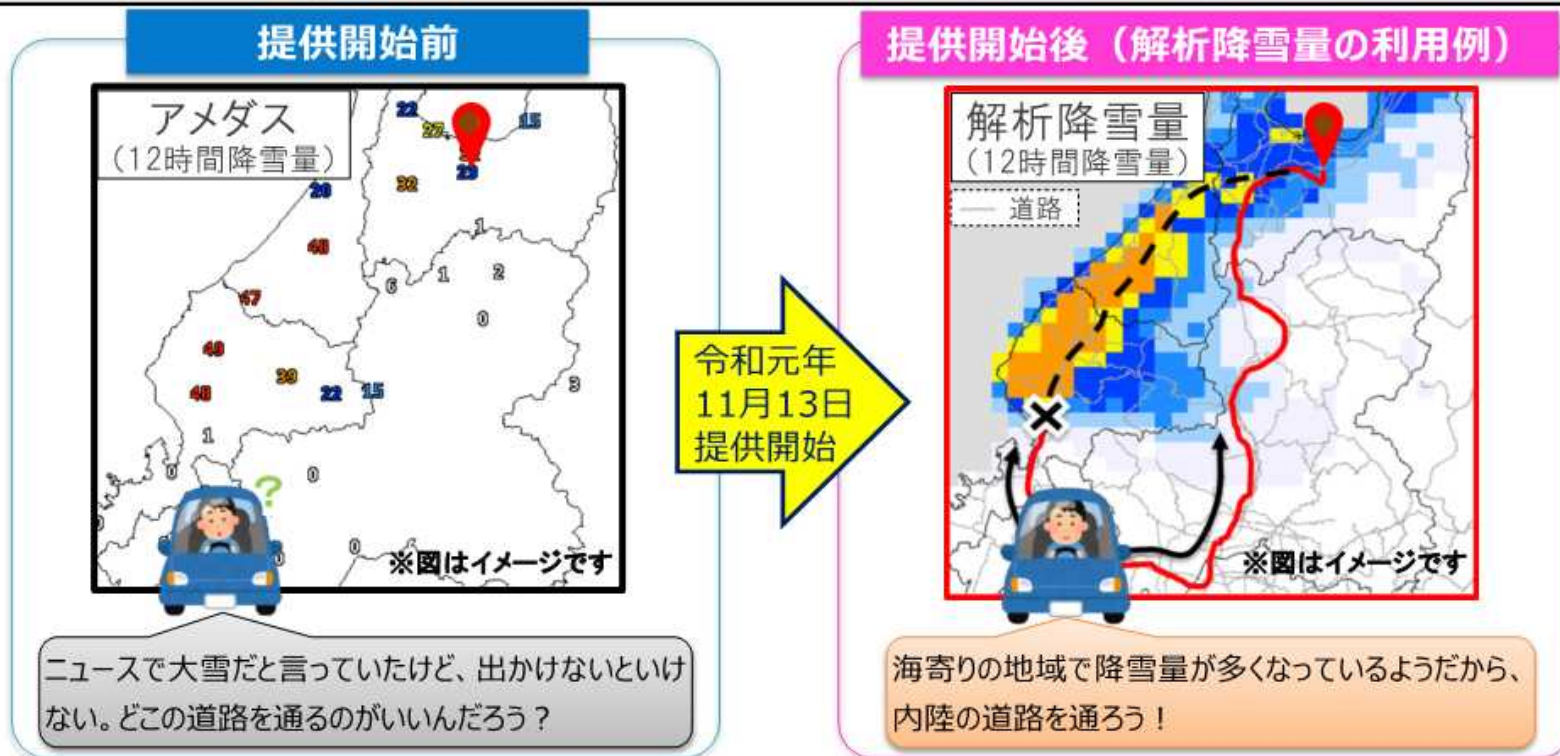 提供開始前
アメダス
（12時間降雪量）
22
27
15
23
32
20
48
1
6
1
2
47
0
49
39
3
48
22
15
1
0
0
?
0
0
※図はイメージです
ニュースで大雪だと言っていたけど、出かけないといけ
ない。どこの道路を通るのがいいんだろう？
令和元年
11月13日
提供開始
提供開始後（解析降雪量の利用例）
解析降雪量
（12時間降雪量）
道路
※図はイメージです
海寄りの地域で降雪量が多くなっているようだから、
内陸の道路を通ろう！